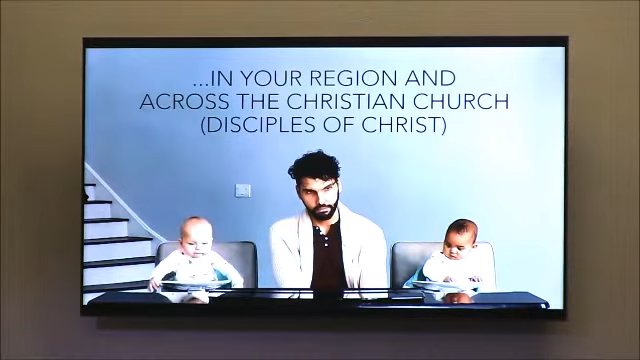 ...IN YOUR REGION AND
ACROSS THE CHRISTIAN CHURCH
(DISCIPLES OF CHRIST)